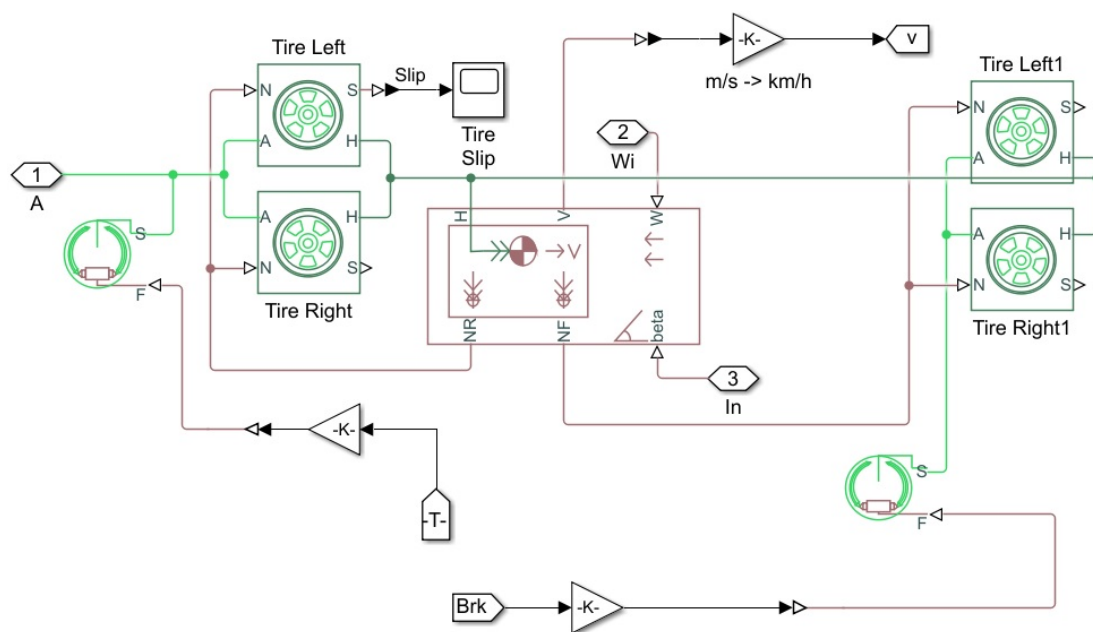 Tire Left
N
S
A
H
Slip
Tire
Slip
-K-
m/s -> km/h
v
Tire Left1
N
S
A
H
2
Wi
1
A
A
H
N
S
Tire Right
S
F
H
V
W
V
NR
NF
beta
A
H
N
S
Tire Right1
3
In
-K-
-T-
S
F
Brk
-K-